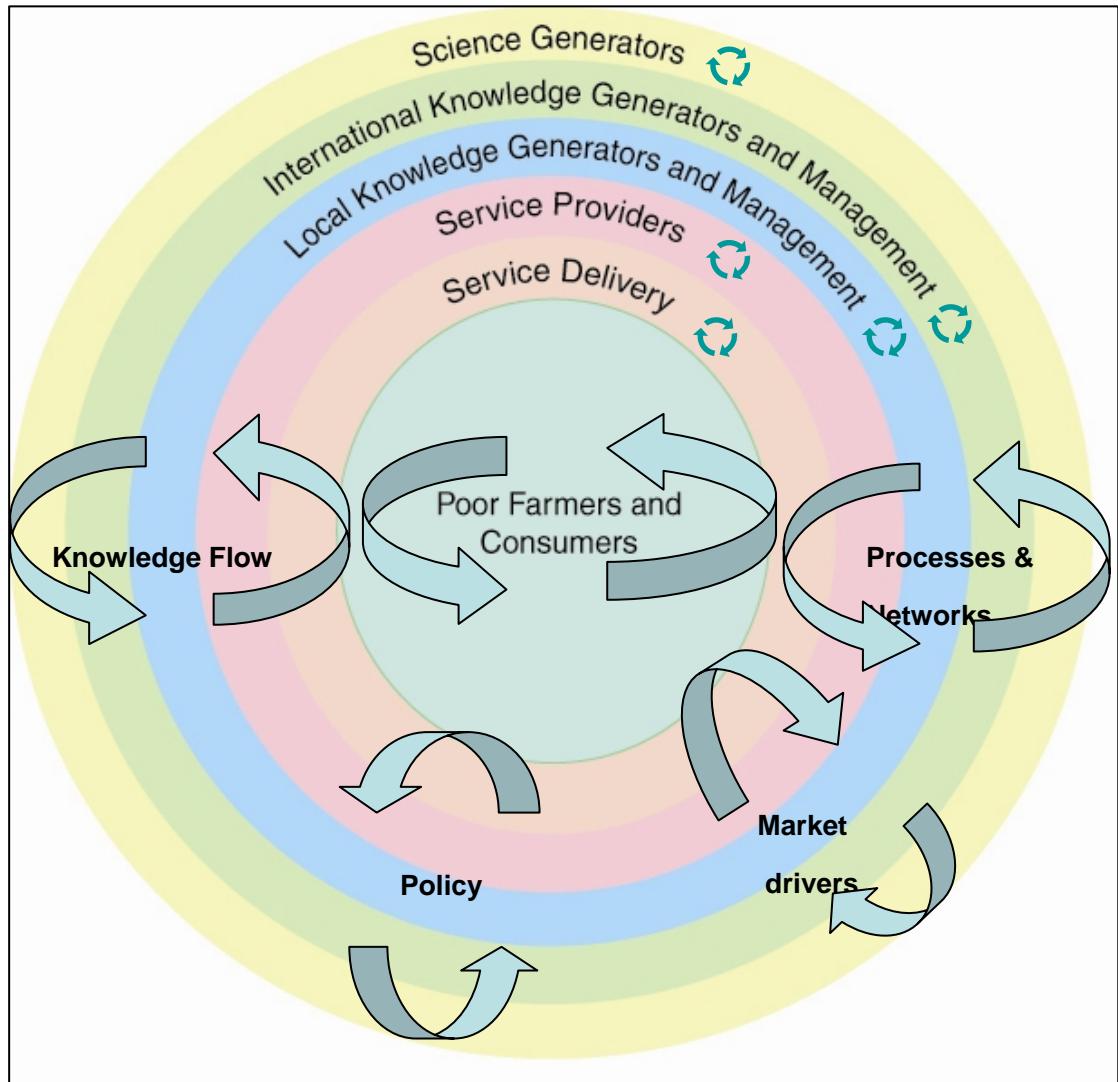 Science Generators
International Knowledge Generators and Management
Local Knowledge Generators and Management
Service Providers
Service Delivery
Poor Farmers and
Consumers
Knowledge Flow
Processes &
Networks
Market
drivers
Policy